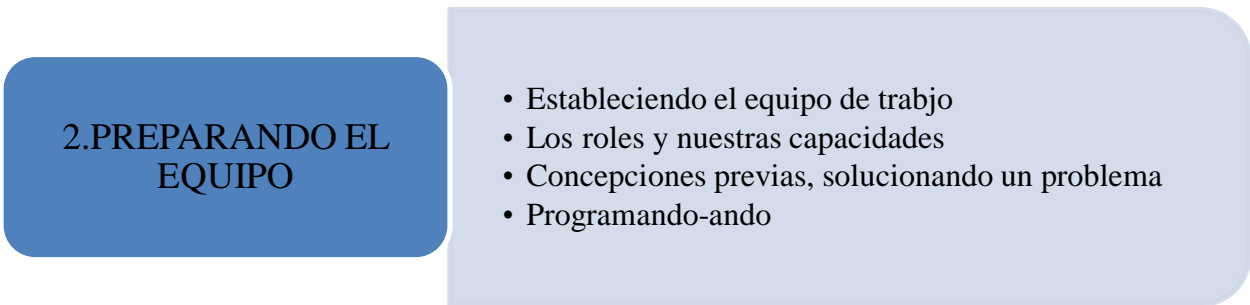 2.PREPARANDO EL
EQUIPO
• Estableciendo el equipo de trabjo
• Los roles y nuestras capacidades
• Concepciones previas, solucionando un problema
• Programando-ando